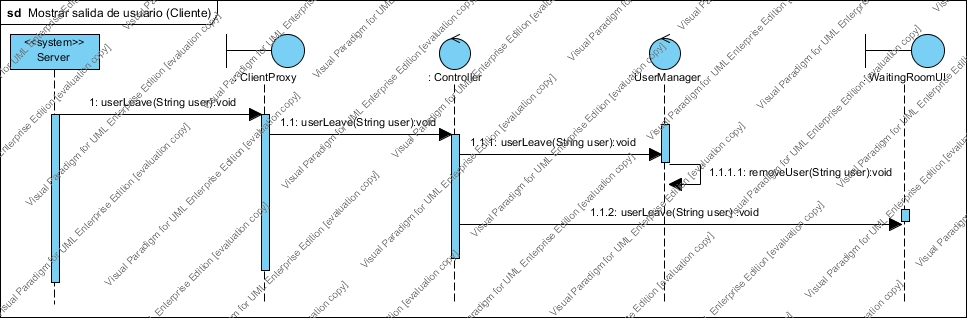 sd Mostrar salida de usuario (Cliente)
<<system>>
Server
ClientProxy
: Controller
:UserManager
WaitingRoomUI
1: userLeave(String user):void
1.1: userLeave(String user):void
1.1.1: userLeave(String user):void
1.1.1.1: removeUser(String user):void
1.1.2: userLeave(String user):void
Visual Paradigm for UML Enterprise Edition [evaluation copy]